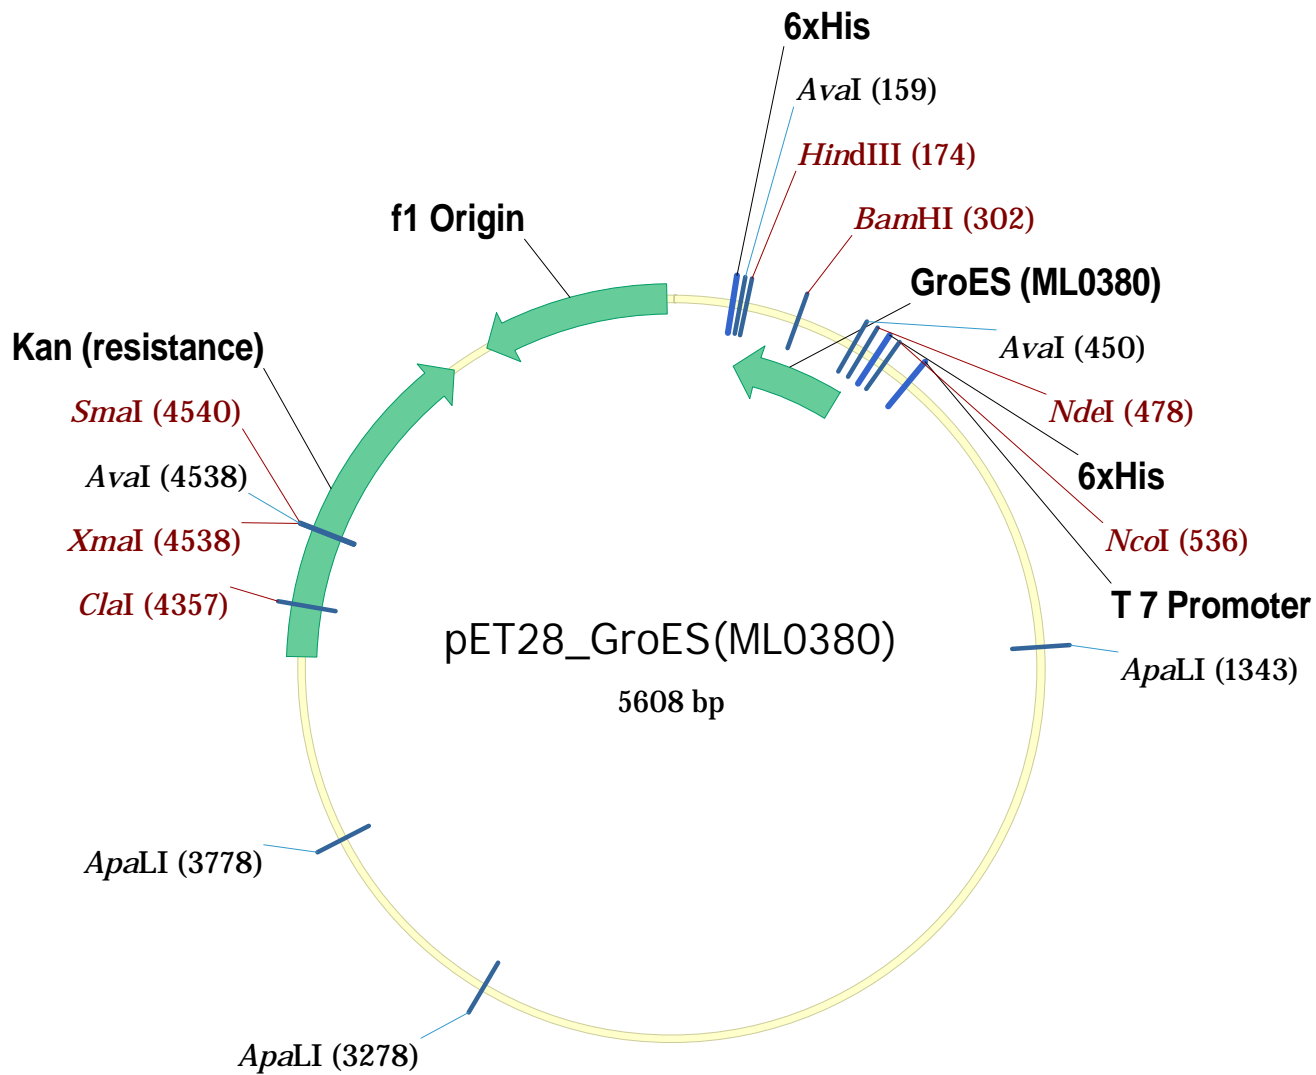 6xHis
AvaI (159)
HindIII (174)
f1 Origin
BamHI (302)
GroES (ML0380)
Kan (resistance)
AvaI (450)
SmaI (4540)
NdeI (478)
AvaI (4538)
6xHis
XmaI (4538)
NcoI (536)
ClaI (4357)
T 7 Promoter
pET28_GroES(ML0380)
ApaLI (1343)
5608 bp
ApaLI (3778)
ApaLI (3278)